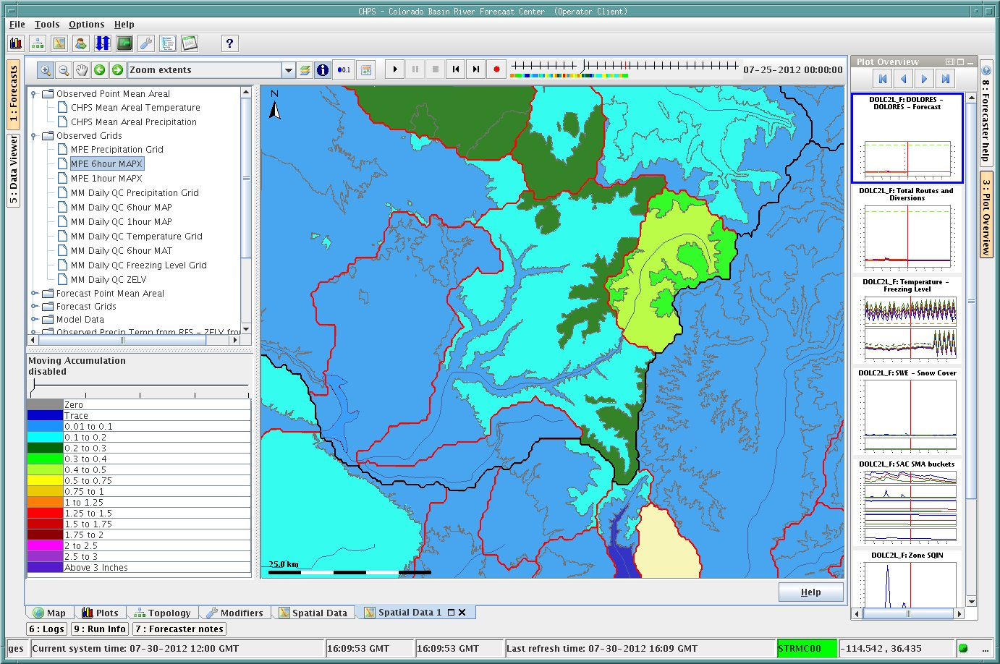 CHPS - Colorado Basin River Forecast Center (Operator Client)
File Tools Options Help
?
Zoom extents
0.1
07-25-2012 00:00:00
1 : Forecasts
5 : Data Viewer
Observed Point Mean Areal
CHPS Mean Areal Temperature
CHPS Mean Areal Precipitation
Observed Grids
MPE Precipitation Grid
MPE 6hour MAPX
MPE 1hour MAPX
MM Daily QC Precipitation Grid
MM Daily QC 6hour MAP
MM Daily QC 1hour MAP
MM Daily QC Temperature Grid
MM Daily QC 6hour MAT
MM Daily QC Freezing Level Grid
MM Daily QC ZELV
Forecast Point Mean Areal
Forecast Grids
Model Data
Observed Precip Temp from RFS - ZELV fro
Moving Accumulation
disabled
Zero
Trace
0.01 to 0.1
0.1 to 0.2
0.2 to 0.3
0.3 to 0.4
0.4 to 0.5
0.5 to 0.75
0.75 to 1
1 to 1.25
1.25 to 1.5
1.5 to 1.75
1.75 to 2
2 to 2.5
2.5 to 3
Above 3 Inches
N
25.0 km
Help
Plot Overview
DOLC2L_F: DOLORES -
DOLORES - Forecast
DOLC2L_F: Total Routes and
Diversions
DOLC2L_F: Temperature -
Freezing Level
DOLC2L_F: SWE - Snow Cover
DOLC2L_F: SAC SMA buckets
DOLC2L_F: Zone SQIN
8 : Forecaster help
3 : Plot Overview
Map Plots Topology Modifiers Spatial Data Spatial Data 1
6 : Logs 9 : Run Info 7 : Forecaster notes
ges Current system time: 07-30-2012 12:00 GMT 16:09:53 GMT 16:09:53 GMT Last refresh time: 07-30-2012 16:09 GMT STRMC00 -114.542 , 36.435 ...